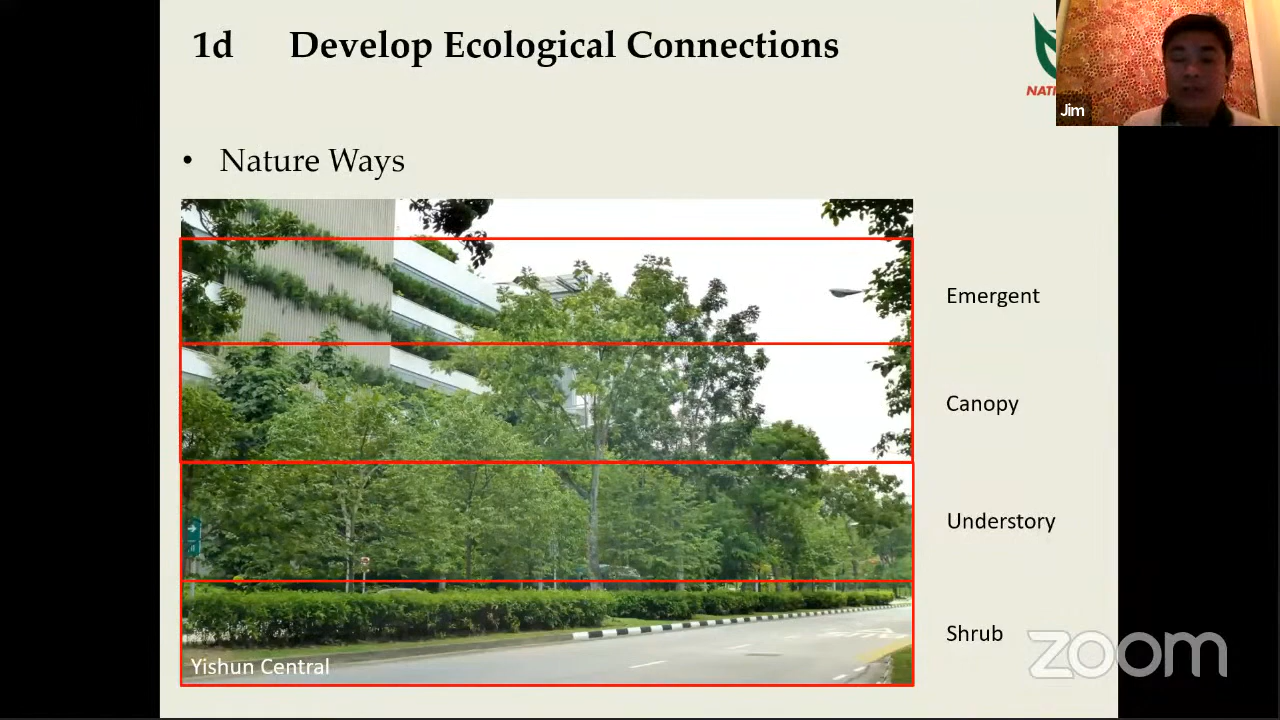 1d Develop Ecological Connections
Jim
• Nature Ways
Emergent
Canopy
Understory
Shrub
Yishun Central
zoom